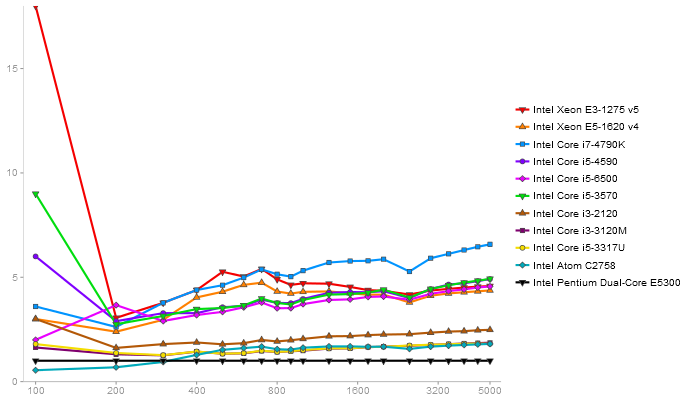 15
10
5
0
100
200
400
800
1600
3200
5000
Intel Xeon E3-1275 v5
Intel Xeon E5-1620 v4
Intel Core i7-4790K
Intel Core i5-4590
Intel Core i5-6500
Intel Core i5-3570
Intel Core i3-2120
Intel Core i3-3120M
Intel Core i5-3317U
Intel Atom C2758
Intel Pentium Dual-Core E5300